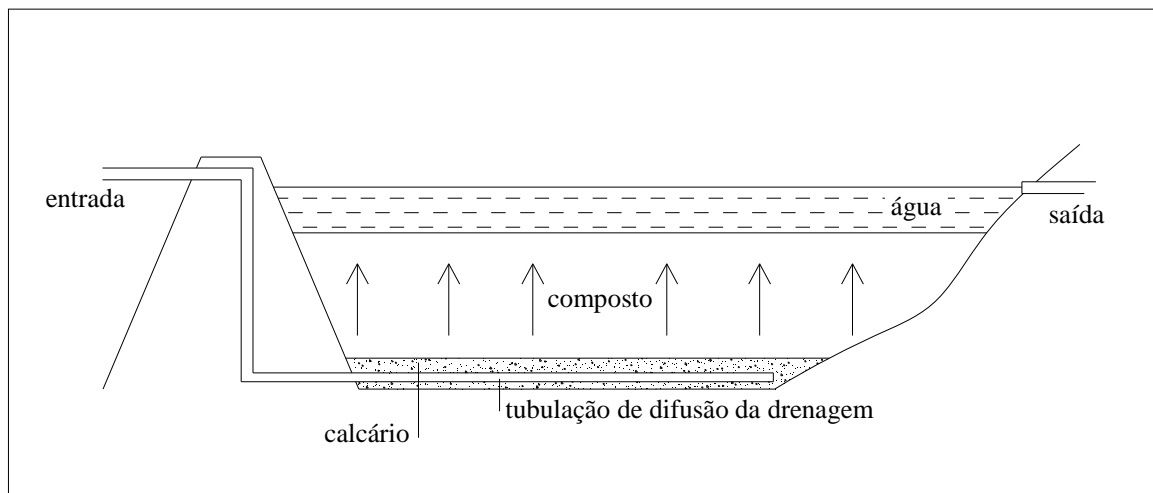 entrada
água
saída
composto
tubulação de difusão da drenagem
calcário